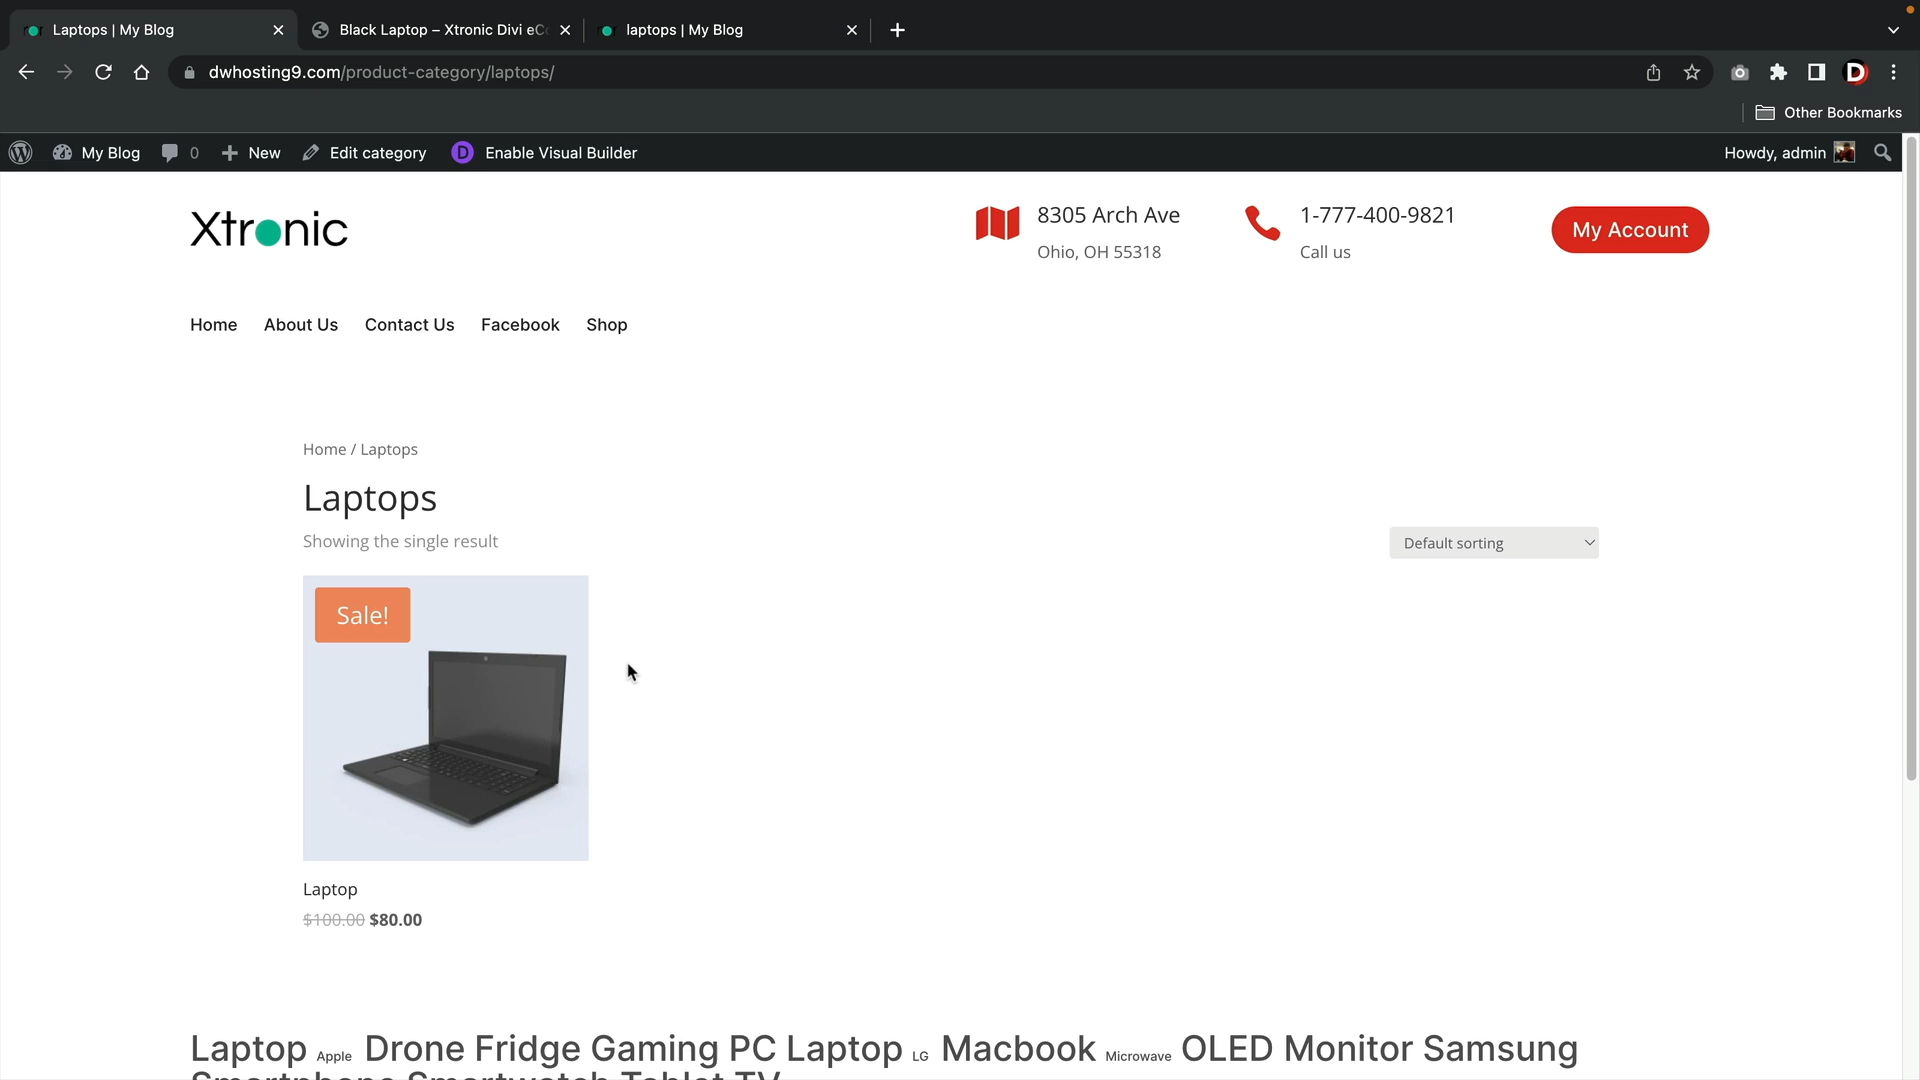 Laptops | My Blog
Black Laptop – Xtronic Divi eCo
laptops | My Blog
dwhosting9.com/product-category/laptops/
Other Bookmarks
My Blog 0 New Edit category D Enable Visual Builder
Howdy, admin
Xtronic
8305 Arch Ave
Ohio, OH 55318
1-777-400-9821
Call us
My Account
Home About Us Contact Us Facebook Shop
Home / Laptops
Laptops
Showing the single result
Default sorting
Sale!
Laptop
$100.00 $80.00
Laptop Apple Drone Fridge Gaming PC Laptop LG Macbook Microwave OLED Monitor Samsung
Smartphone Smartwatch Tablet TV